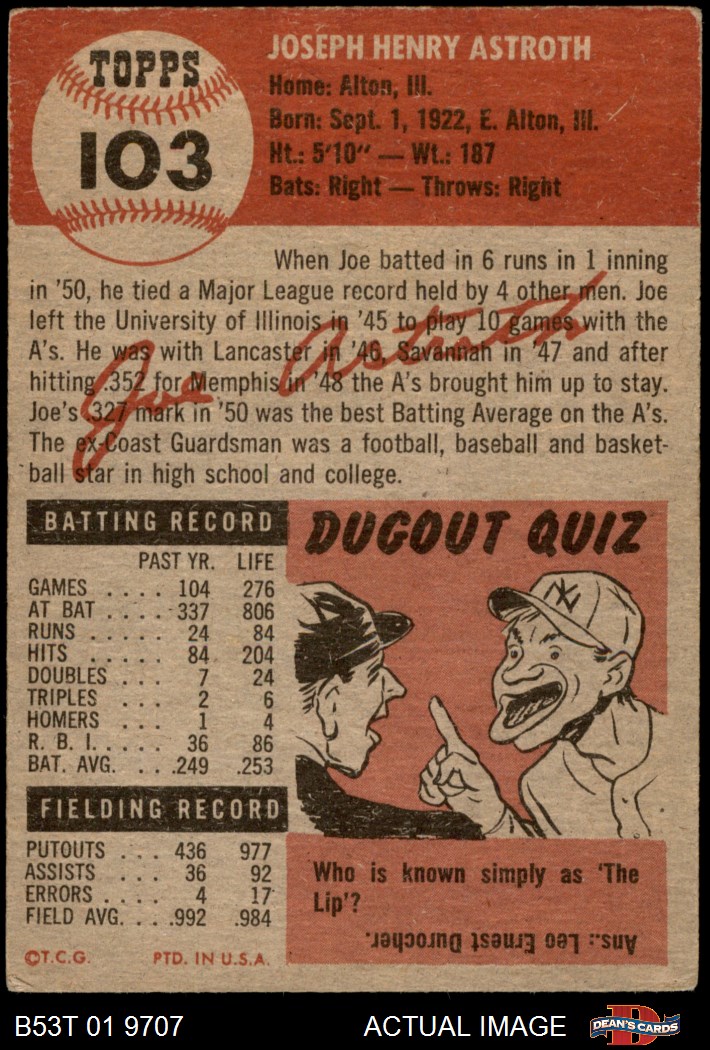 TOPPS
103
JOSEPH HENRY ASTROTH
Home: Alton, Ill.
Born: Sept. 1, 1922, E. Alton, Ill.
Ht.: 5'10" — Wt.: 187
Bats: Right — Throws: Right
When Joe batted in 6 runs in 1 inning
in '50, he tied a Major League record held by 4 other men. Joe
left the University of Illinois in '45 to play 10 games with the
A's. He was with Lancaster in '46, Savannah in '47 and after
hitting .352 for Memphis in '48 the A's brought him up to stay.
Joe's .327 mark in '50 was the best Batting Average on the A's.
The ex-Coast Guardsman was a football, baseball and basket-
ball star in high school and college.
Joe Astroth
BATTING RECORD
PAST YR. LIFE
GAMES .... 104 276
AT BAT .... 337 806
RUNS ..... 24 84
HITS ..... 84 204
DOUBLES ... 7 24
TRIPLES ... 2 6
HOMERS ... 1 4
R. B. I. .... 36 86
BAT. AVG. ... .249 .253
FIELDING RECORD
PUTOUTS ... 436 977
ASSISTS ... 36 92
ERRORS .... 4 17
FIELD AVG. ... .992 .984
©T.C.G. PTD. IN U.S.A.
DUGOUT QUIZ
NY
Who is known simply as 'The
Lip'?
Ans.: Leo Ernest Durocher.
B53T 01 9707 ACTUAL IMAGE
D
DEAN'S CARDS